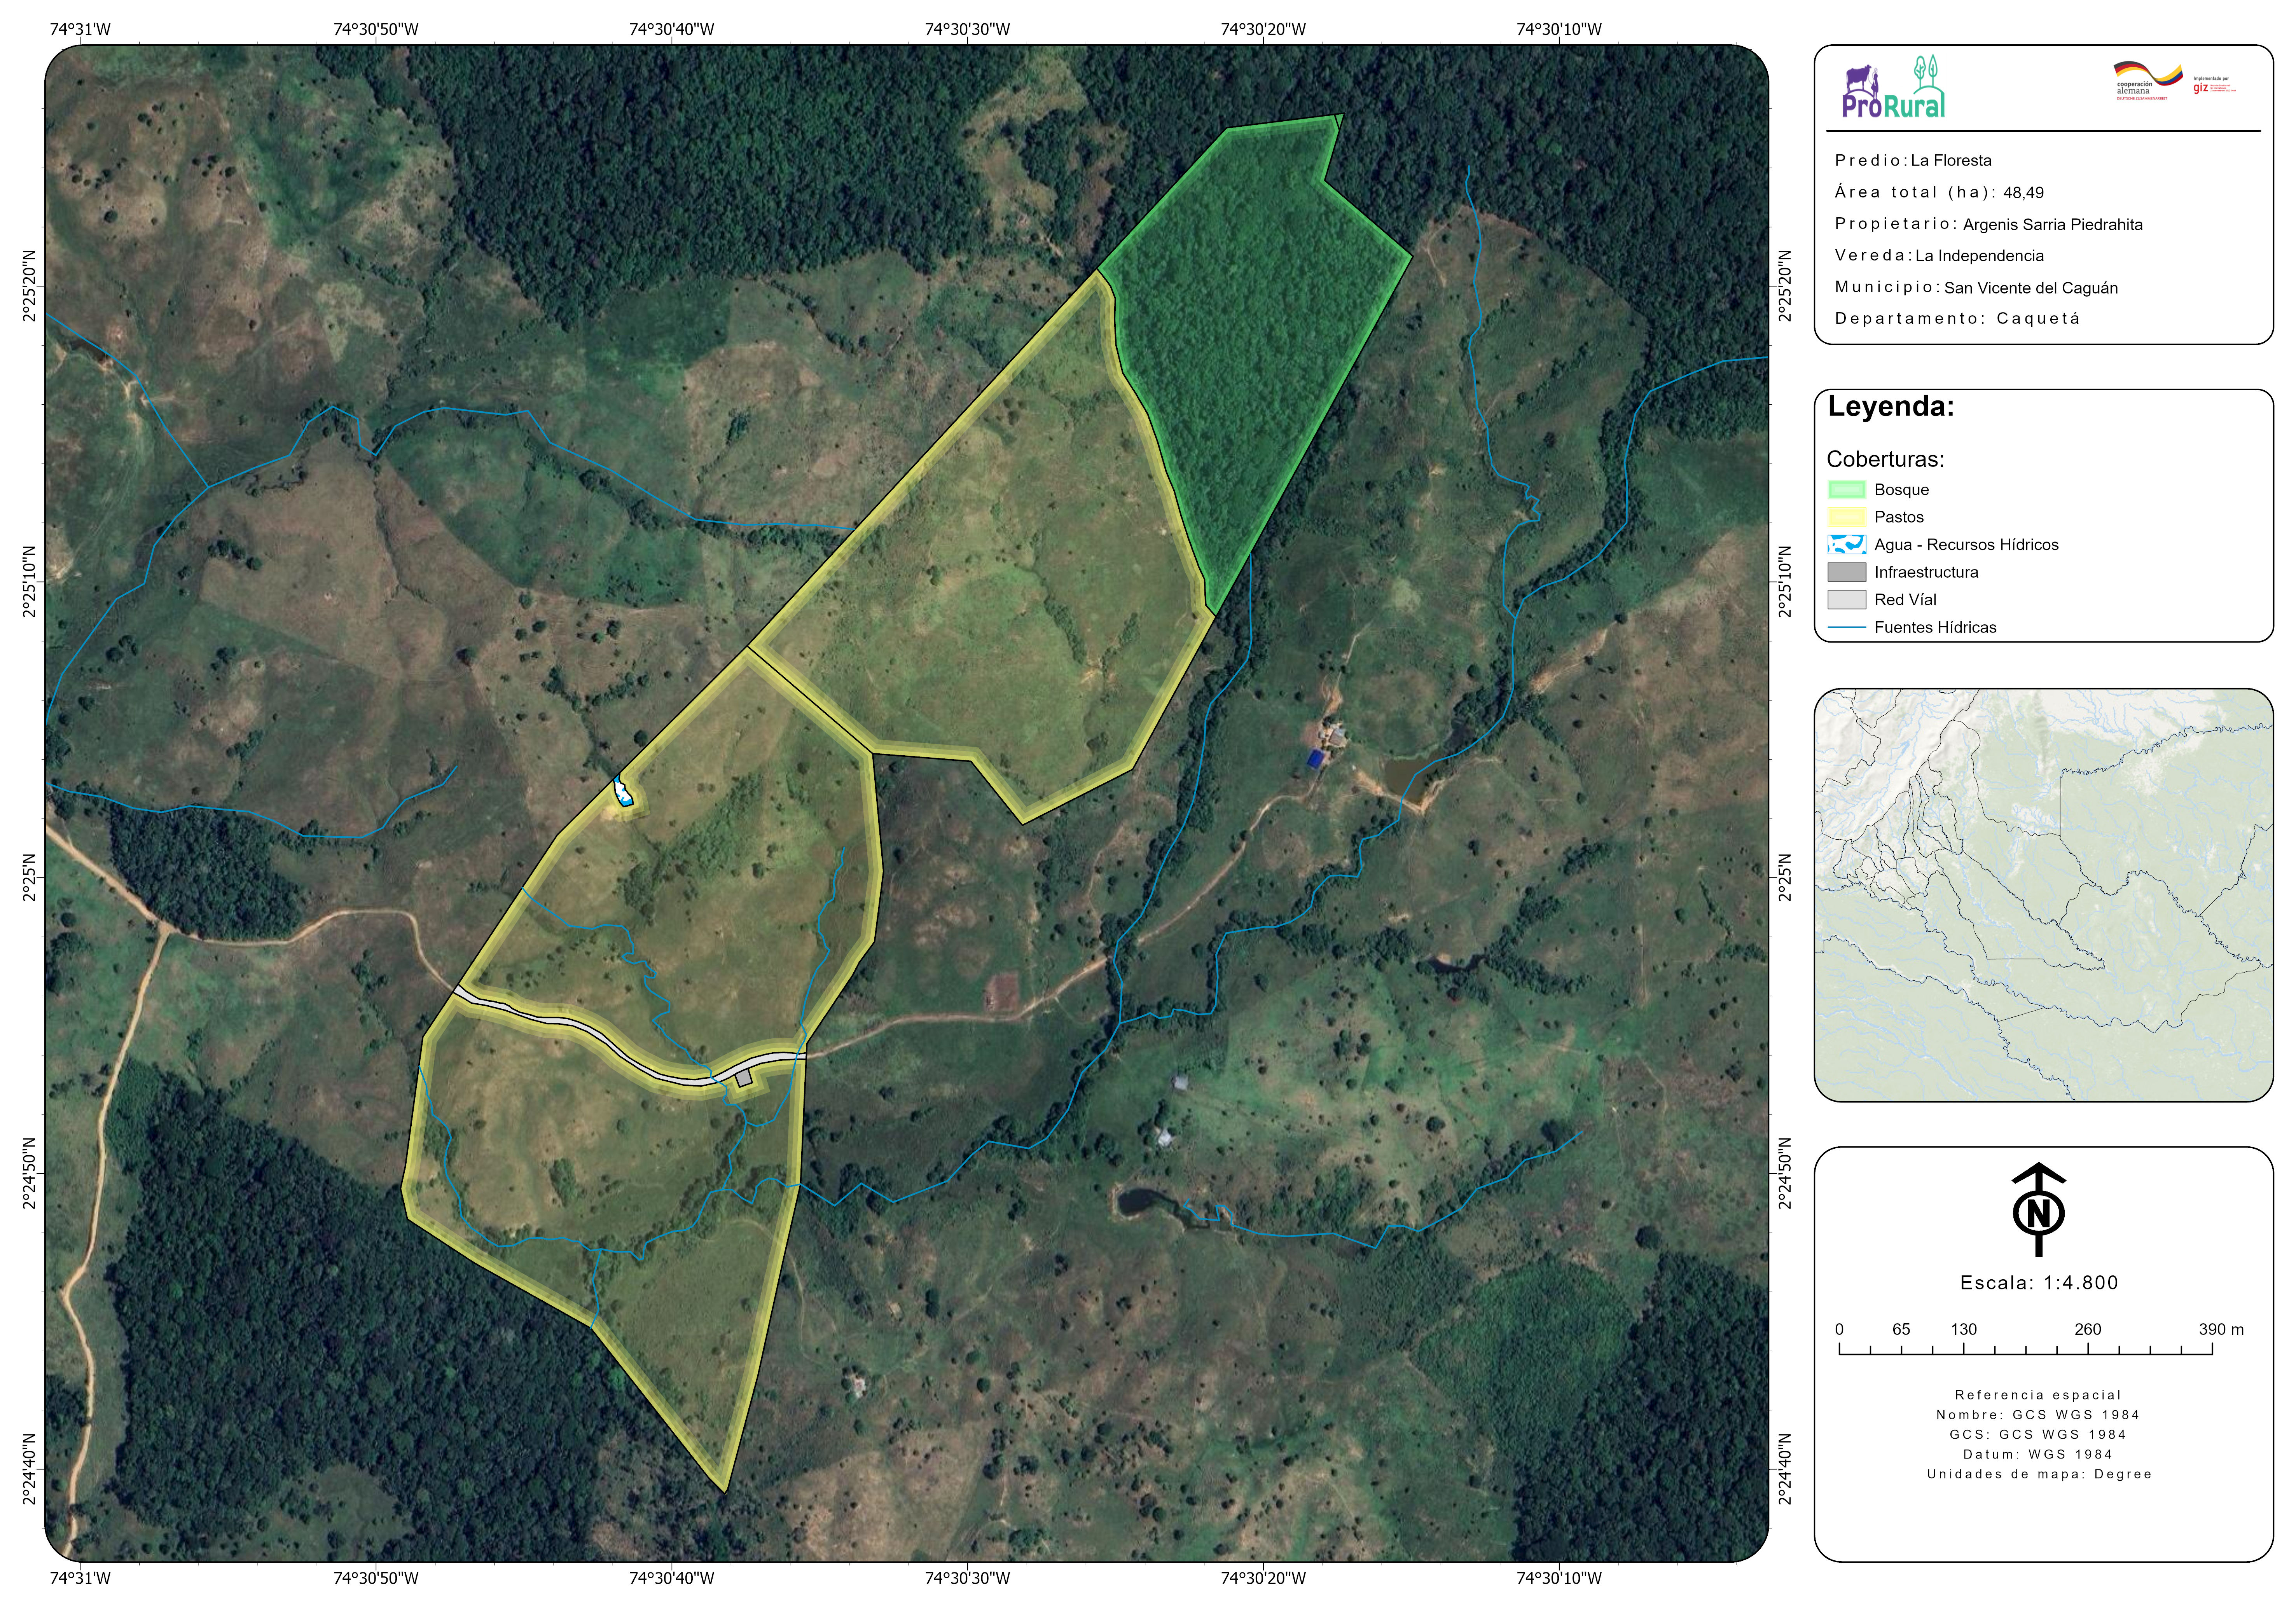 74°31'W 74°30'50"W 74°30'40"W 74°30'30"W 74°30'20"W 74°30'10"W
2°25'20"N
2°25'10"N
2°25'N
2°24'50"N
2°24'40"N
2°25'20"N
2°25'10"N
2°25'N
2°24'50"N
2°24'40"N
74°31'W 74°30'50"W 74°30'40"W 74°30'30"W 74°30'20"W 74°30'10"W
ProRural
cooperación
alemana
DEUTSCHE ZUSAMMENARBEIT
Implementada por
giz
Predio: La Floresta
Área total (ha): 48,49
Propietario: Argenis Sarria Piedrahita
Vereda: La Independencia
Municipio: San Vicente del Caguán
Departamento: Caquetá
Leyenda:
Coberturas:
Bosque
Pastos
Agua - Recursos Hídricos
Infraestructura
Red Víal
Fuentes Hídricas
N
Escala: 1:4.800
0 65 130 260 390 m
Referencia espacial
Nombre: GCS WGS 1984
GCS: GCS WGS 1984
Datum: WGS 1984
Unidades de mapa: Degree